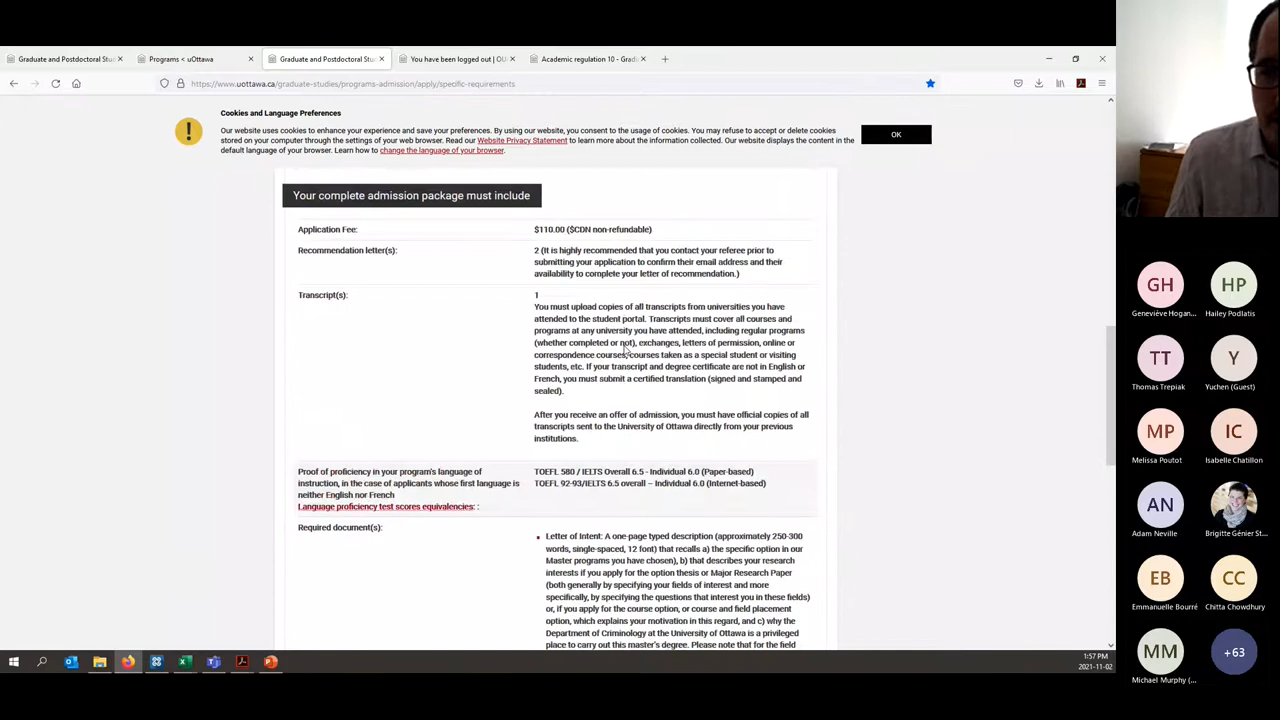 Graduate and Postdoctoral Stud
Programs < uOttawa
Graduate and Postdoctoral Stu
You have been logged out | OU
Academic regulation 10 - Grad
https://www.uottawa.ca/graduate-studies/programs-admission/apply/specific-requirements
Cookies and Language Preferences
Our website uses cookies to enhance your experience and save your preferences. By using our website, you consent to the usage of cookies. You may refuse to accept or delete cookies
stored on your computer through the settings of your web browser. Read our Website Privacy Statement to learn more about the information collected. Our website displays the content in the
default language of your browser. Learn how to change the language of your browser.
OK
Your complete admission package must include
Application Fee:
$110.00 ($CDN non-refundable)
Recommendation letter(s):
2 (It is highly recommended that you contact your referee prior to
submitting your application to confirm their email address and their
availability to complete your letter of recommendation.)
Transcript(s):
1
You must upload copies of all transcripts from universities you have
attended to the student portal. Transcripts must cover all courses and
programs at any university you have attended, including regular programs
(whether completed or not), exchanges, letters of permission, online or
correspondence courses, courses taken as a special student or visiting
students, etc. If your transcript and degree certificate are not in English or
French, you must submit a certified translation (signed and stamped and
sealed).
After you receive an offer of admission, you must have official copies of all
transcripts sent to the University of Ottawa directly from your previous
institutions.
Proof of proficiency in your program's language of
instruction, in the case of applicants whose first language is
neither English nor French
Language proficiency test scores equivalencies: :
TOEFL 580 / IELTS Overall 6.5 - Individual 6.0 (Paper-based)
TOEFL 92-93/IELTS 6.5 overall – Individual 6.0 (Internet-based)
Required document(s):
Letter of Intent: A one-page typed description (approximately 250-300
words, single-spaced, 12 font) that recalls a) the specific option in our
Master programs you have chosen), b) that describes your research
interests if you apply for the option thesis or Major Research Paper
(both generally by specifying your fields of interest and more
specifically, by specifying the questions that interest you in these fields)
or, if you apply for the course option, or course and field placement
option, which explains your motivation in this regard, and c) why the
Department of Criminology at the University of Ottawa is a privileged
place to carry out this master's degree. Please note that for the field
1:57 PM
2021-11-02
GH
Geneviève Hogan...
HP
Hailey Podlatis
TT
Thomas Trepiak
Y
Yuchen (Guest)
MP
Melissa Poutot
IC
Isabelle Chatillon
AN
Adam Neville
Brigitte Génier St...
EB
Emmanuelle Bourré
CC
Chitta Chowdhury
MM
Michael Murphy (...
+63